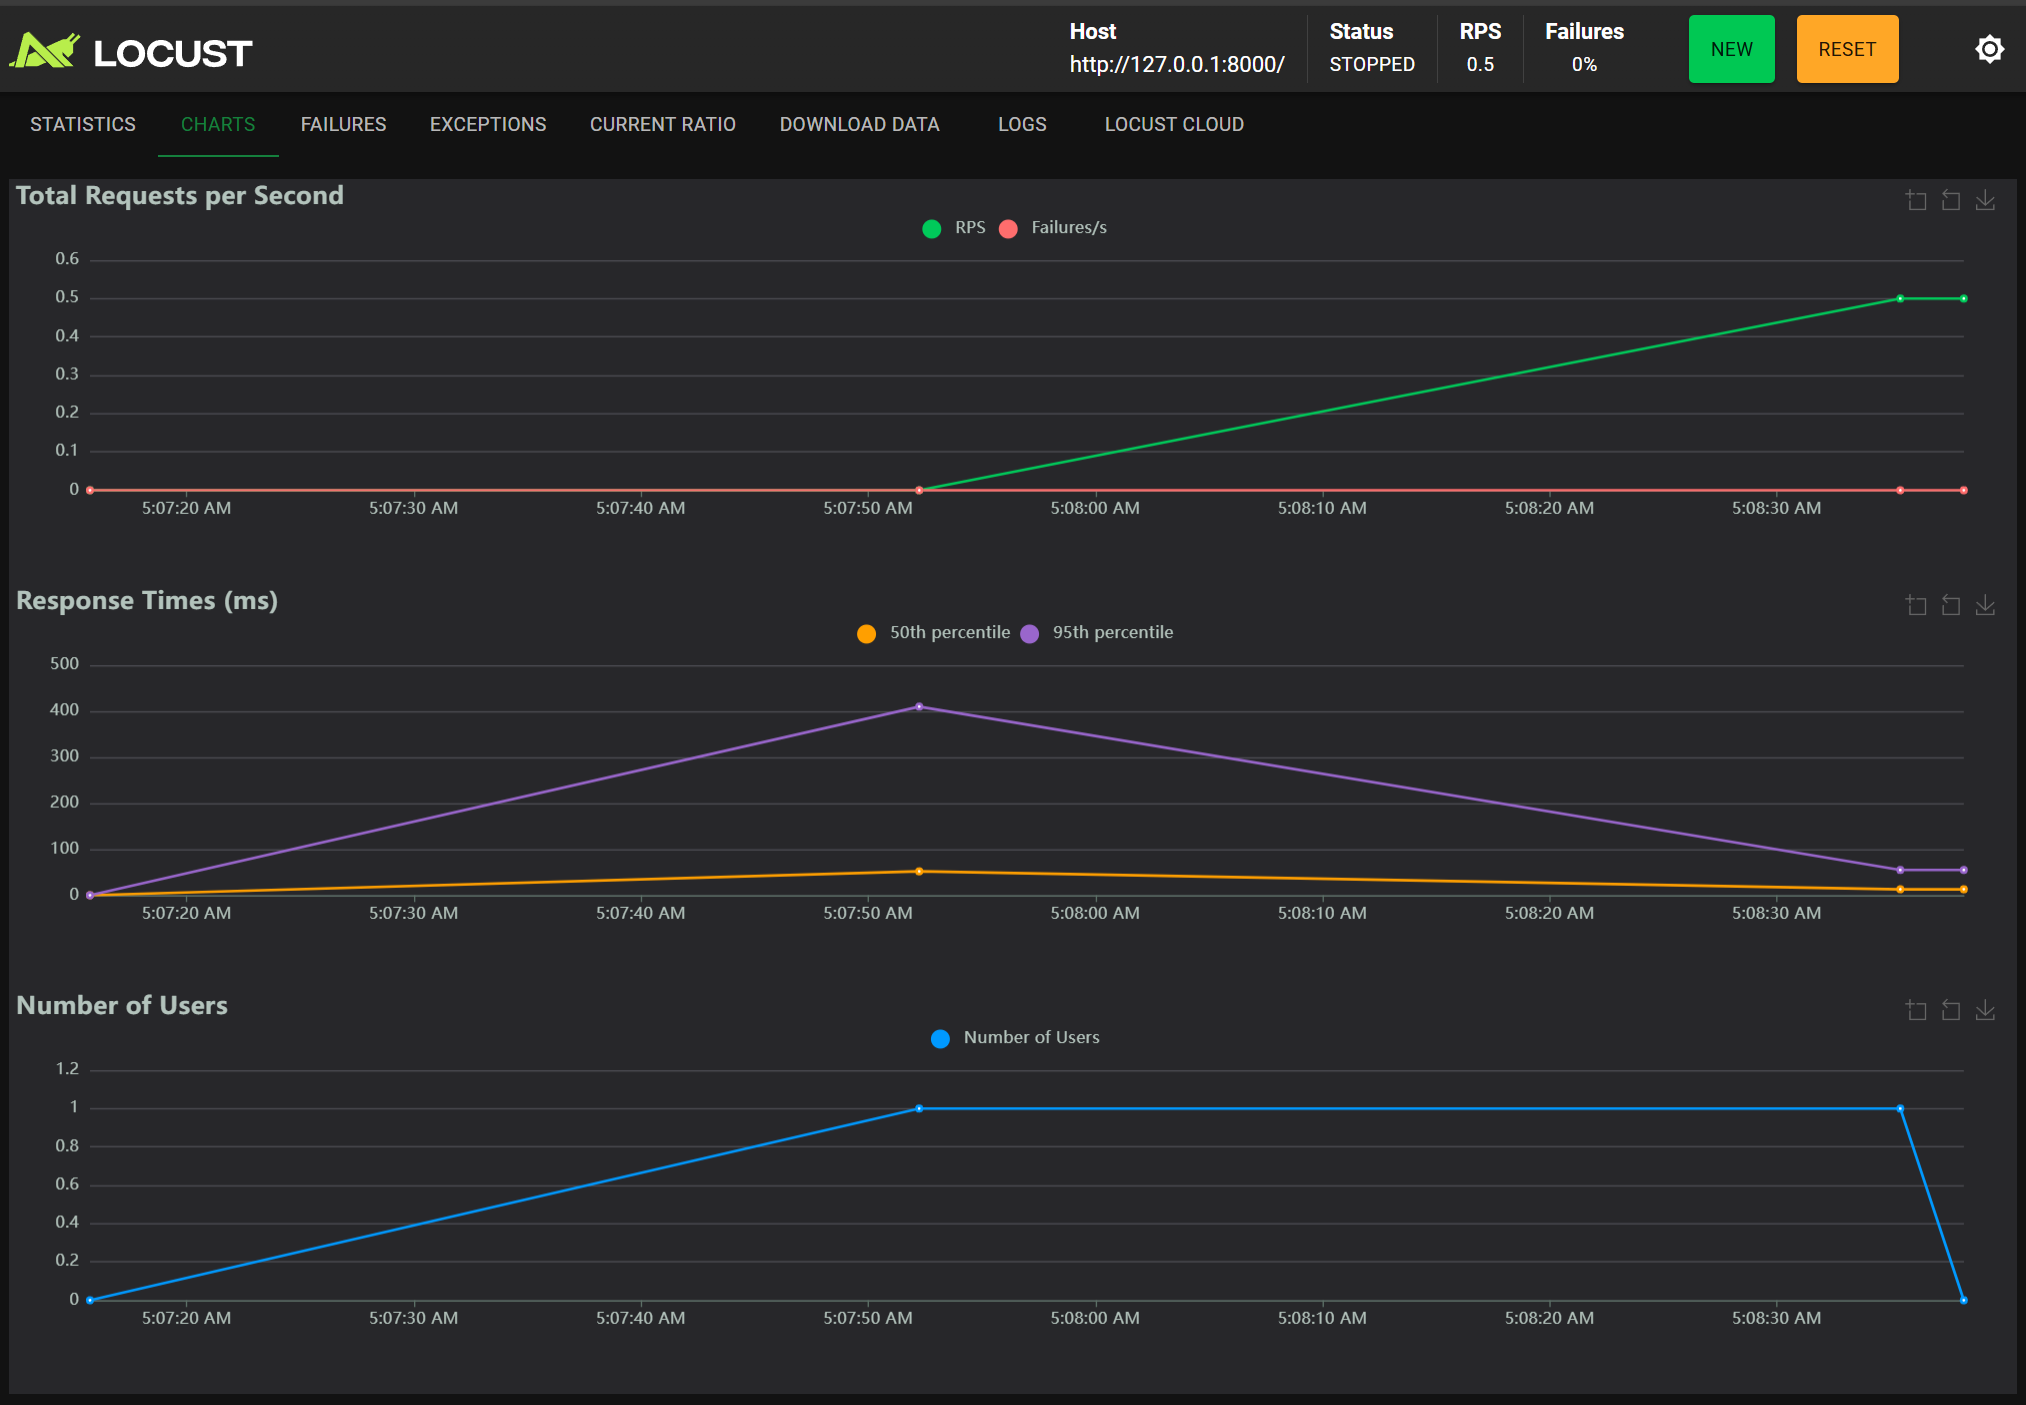 LOCUST
Host
http://127.0.0.1:8000/
Status
STOPPED
RPS
0.5
Failures
0%
NEW
RESET
STATISTICS
CHARTS
FAILURES
EXCEPTIONS
CURRENT RATIO
DOWNLOAD DATA
LOGS
LOCUST CLOUD
Total Requests per Second
RPS
Failures/s
0.6
0.5
0.4
0.3
0.2
0.1
0
5:07:20 AM
5:07:30 AM
5:07:40 AM
5:07:50 AM
5:08:00 AM
5:08:10 AM
5:08:20 AM
5:08:30 AM
Response Times (ms)
50th percentile
95th percentile
500
400
300
200
100
0
5:07:20 AM
5:07:30 AM
5:07:40 AM
5:07:50 AM
5:08:00 AM
5:08:10 AM
5:08:20 AM
5:08:30 AM
Number of Users
Number of Users
1.2
1
0.8
0.6
0.4
0.2
0
5:07:20 AM
5:07:30 AM
5:07:40 AM
5:07:50 AM
5:08:00 AM
5:08:10 AM
5:08:20 AM
5:08:30 AM